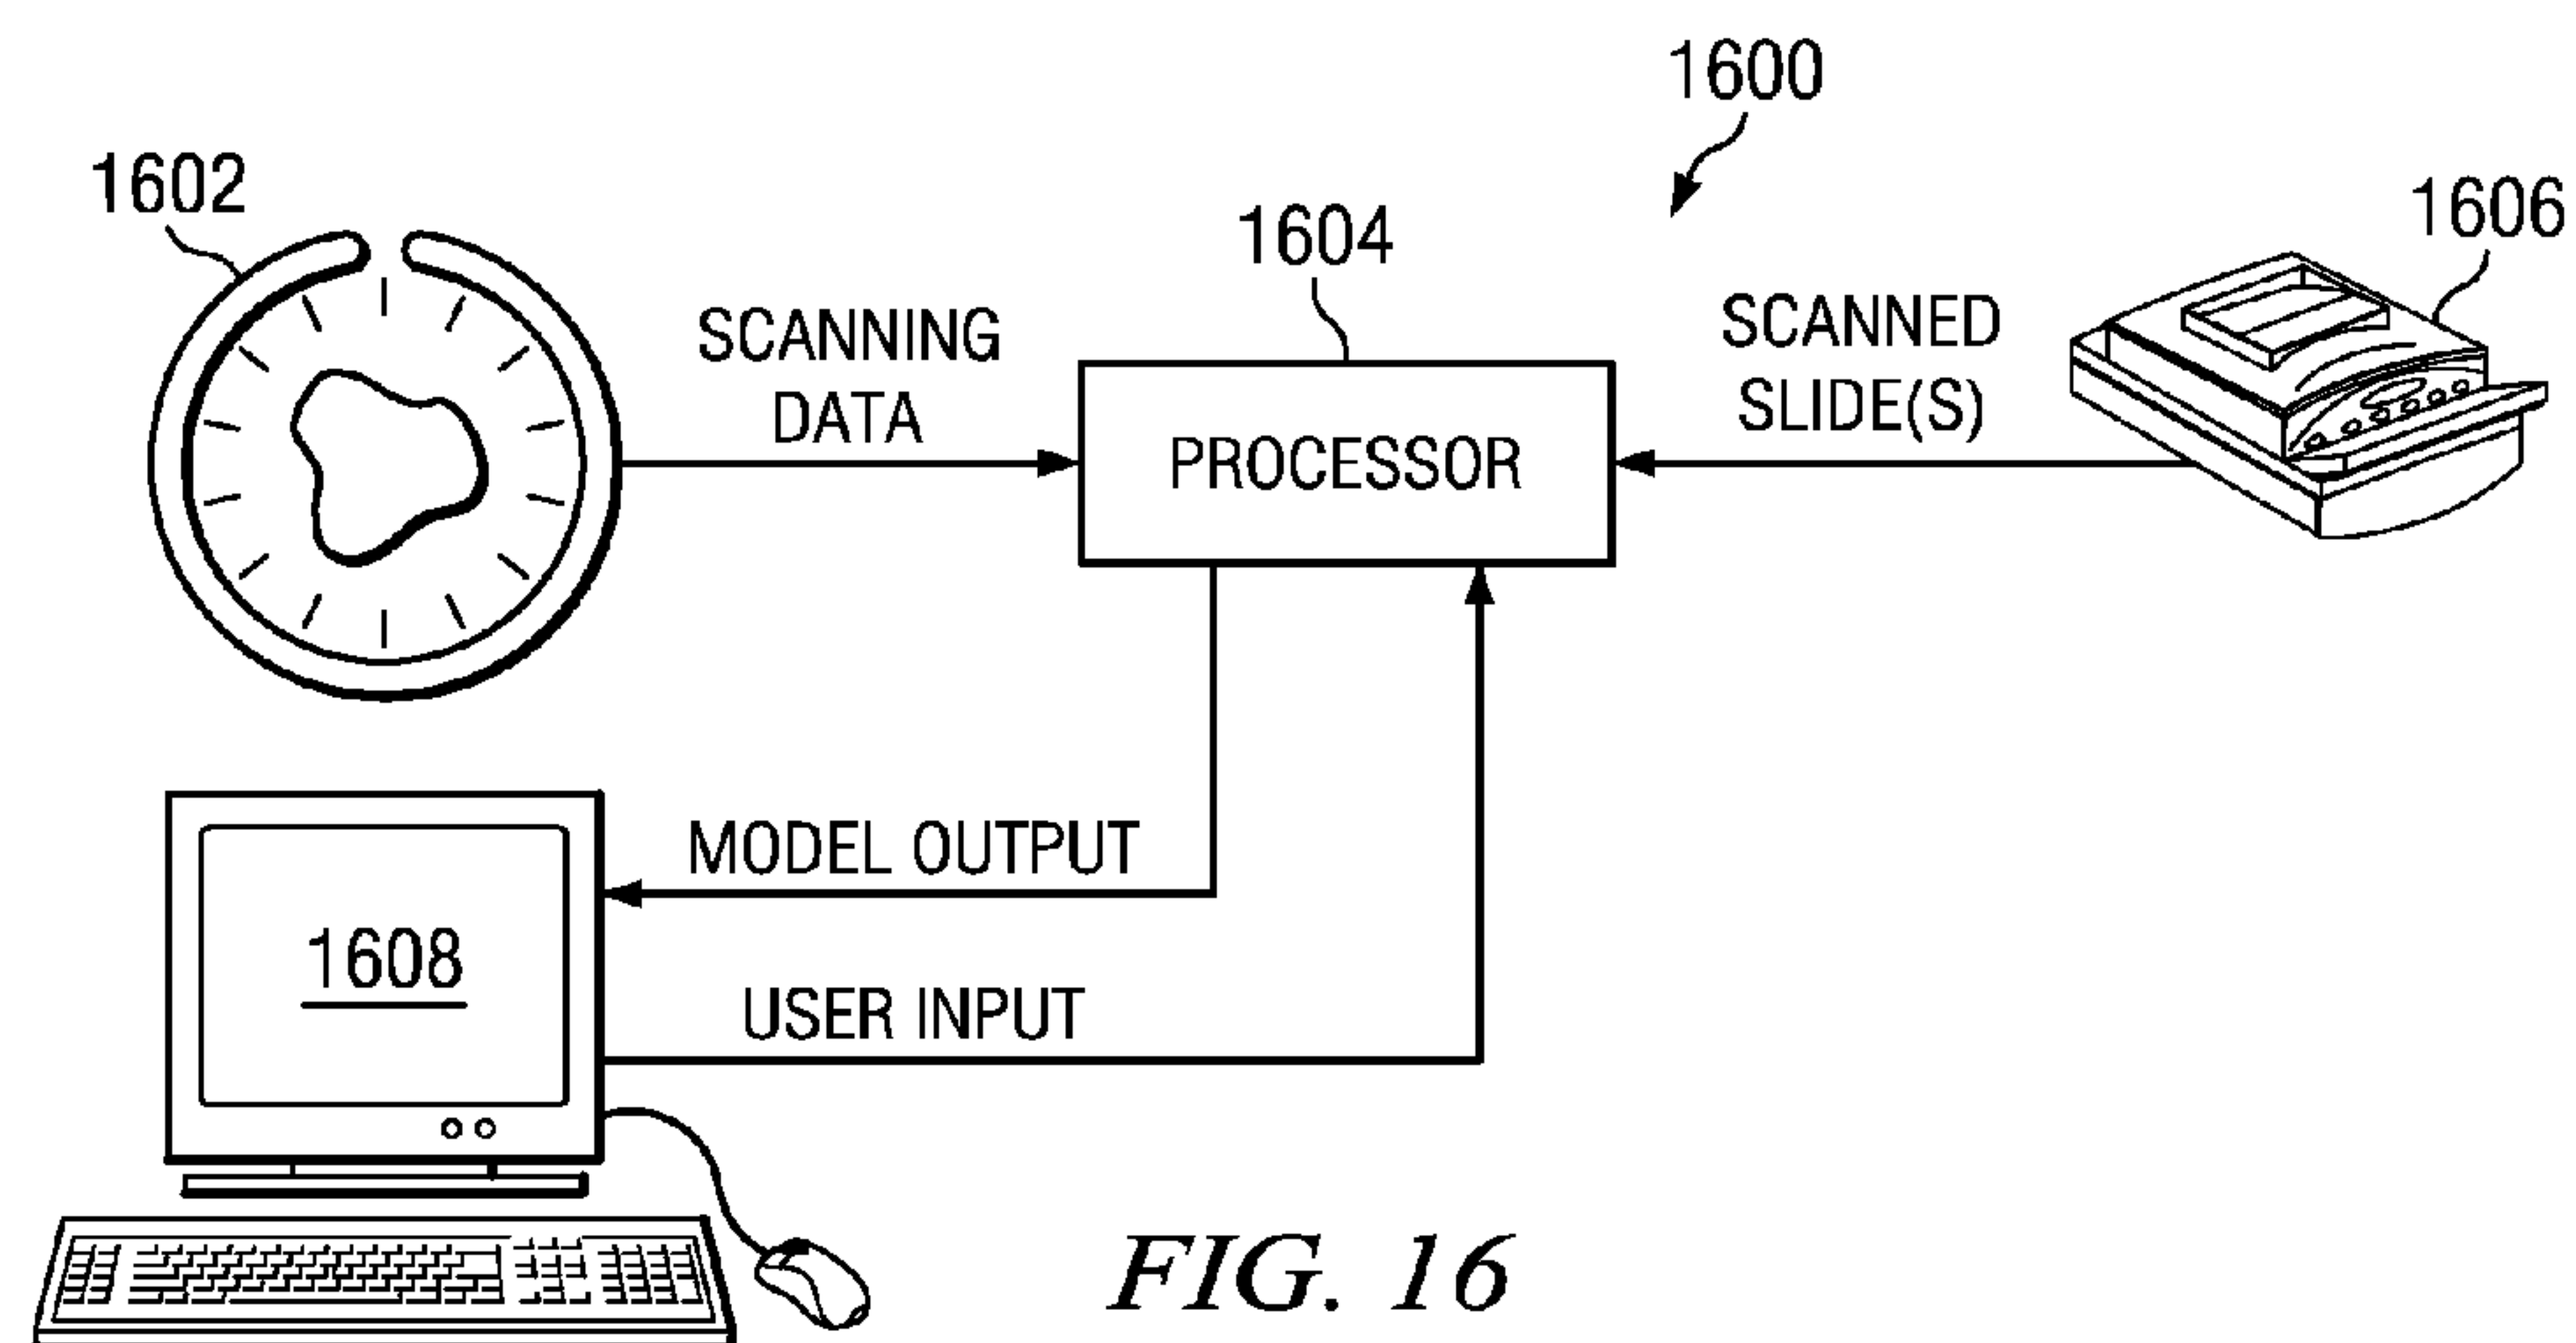 1600
1602
1604
1606
SCANNING
DATA
PROCESSOR
SCANNED
SLIDE(S)
MODEL OUTPUT
1608
USER INPUT
FIG. 16